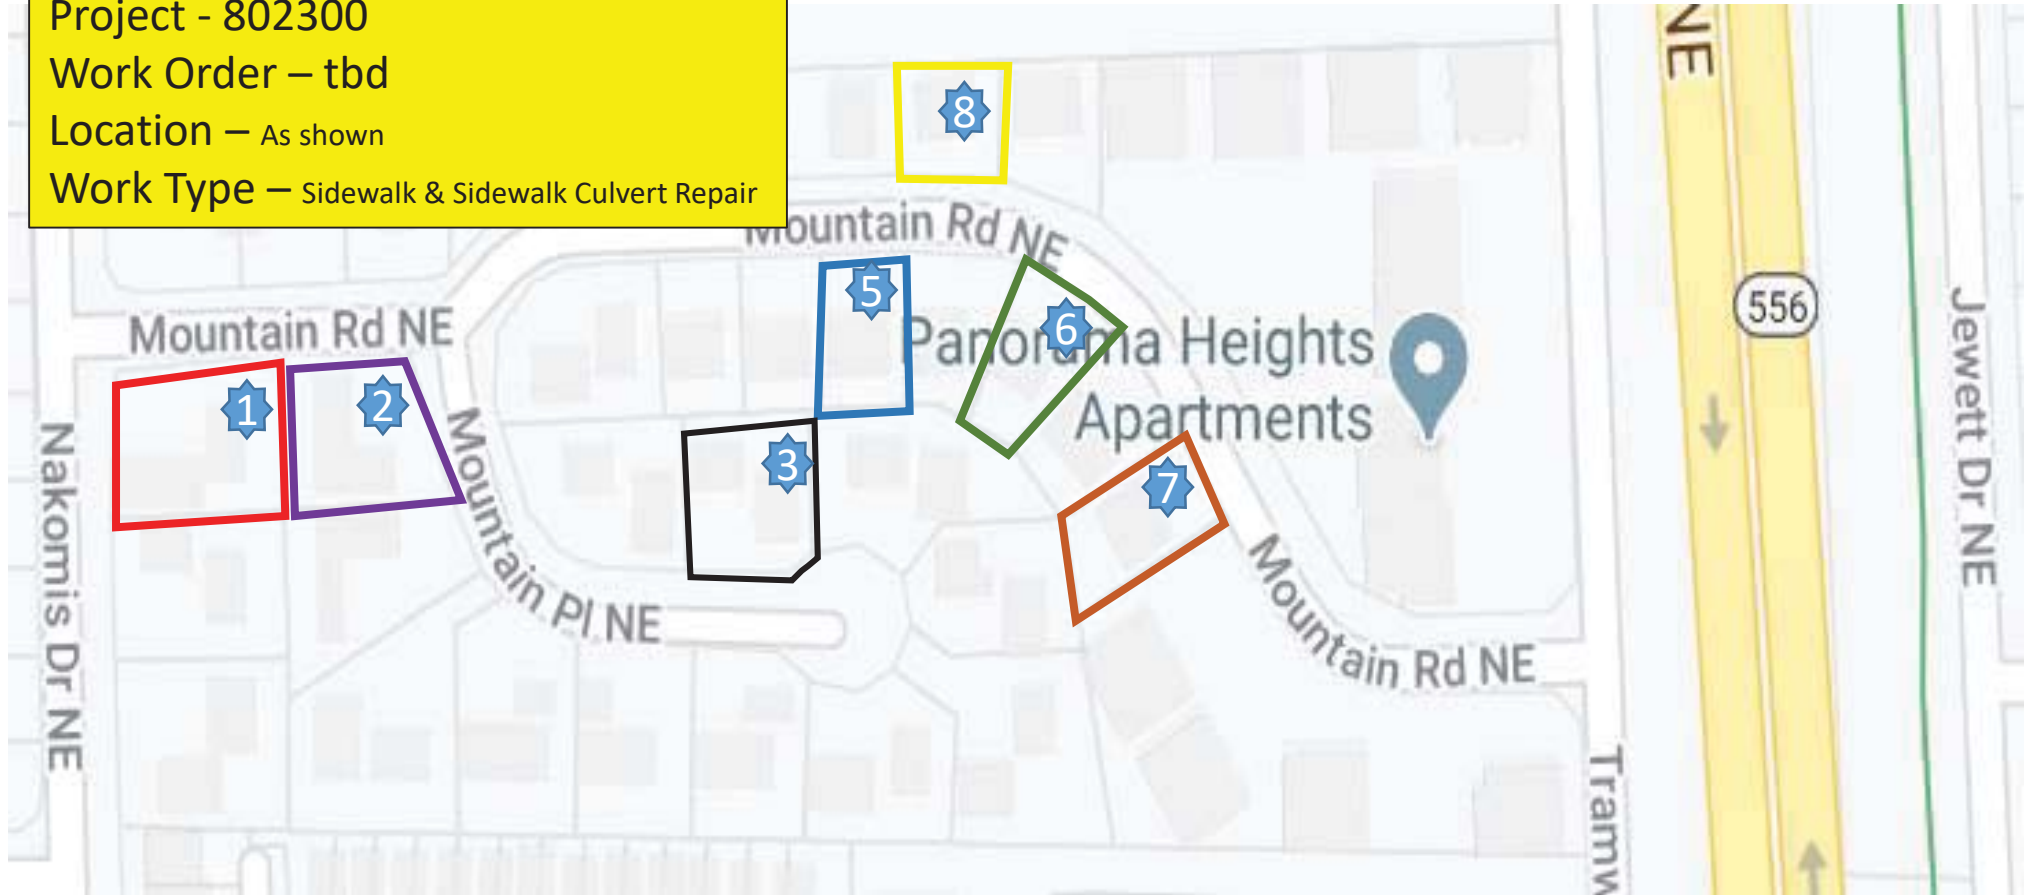 Project - 802300
Work Order – tbd
Location – As shown
Work Type – Sidewalk & Sidewalk Culvert Repair
NE
8
Mountain Rd NE
5
6
556
Mountain Rd NE
Panorama Heights
Apartments
1
2
3
7
Jewett Dr NE
Nakomis Dr NE
Mountain Pl NE
Mountain Rd NE
Tramw